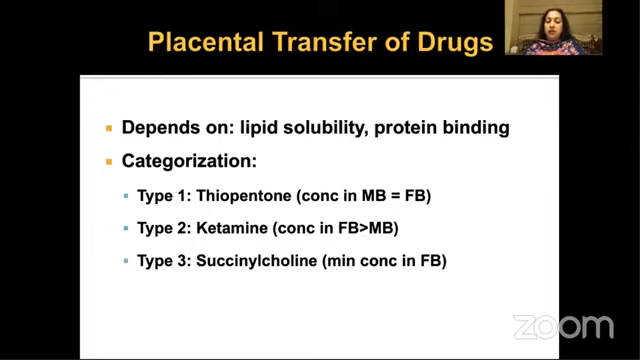 Placental Transfer of Drugs
Depends on: lipid solubility, protein binding
Categorization:
Type 1: Thiopentone (conc in MB = FB)
Type 2: Ketamine (conc in FB>MB)
Type 3: Succinylcholine (min conc in FB)
zoom